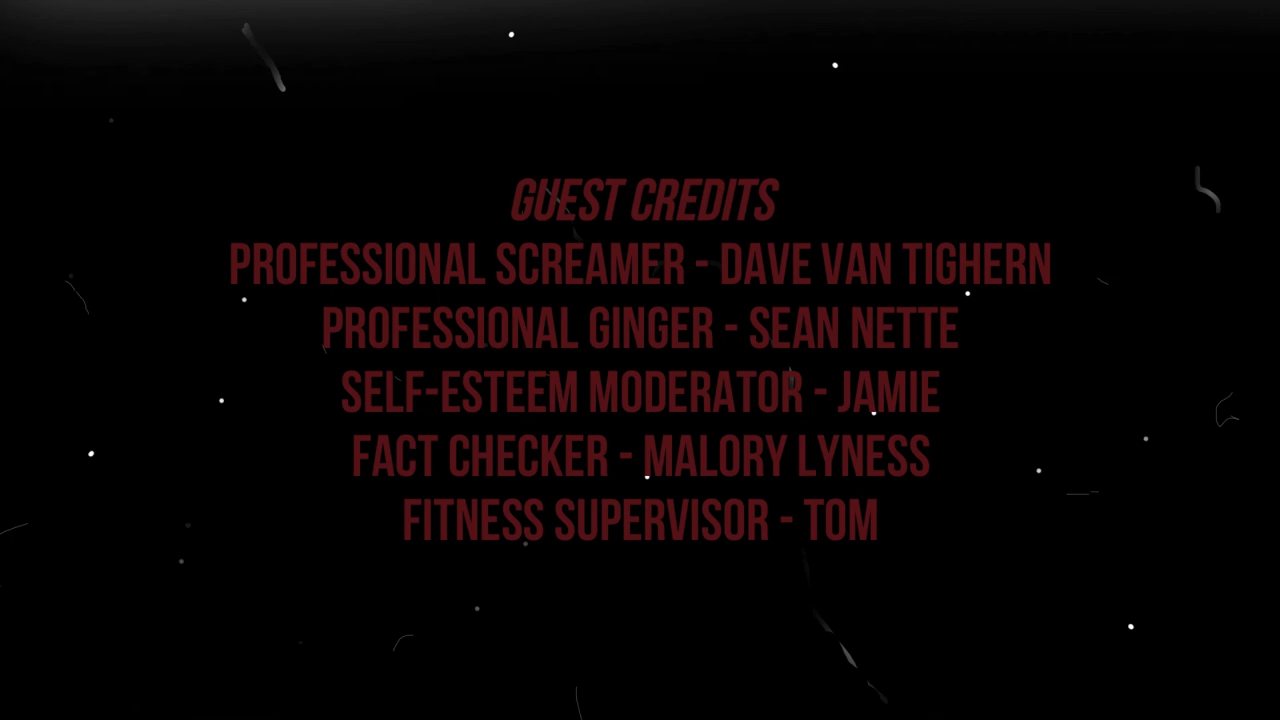 GUEST CREDITS
PROFESSIONAL SCREAMER - DAVE VAN TIGHERN
PROFESSIONAL GINGER - SEAN NETTE
SELF-ESTEEM MODERATOR - JAMIE
FACT CHECKER - MALORY LYNESS
FITNESS SUPERVISOR - TOM